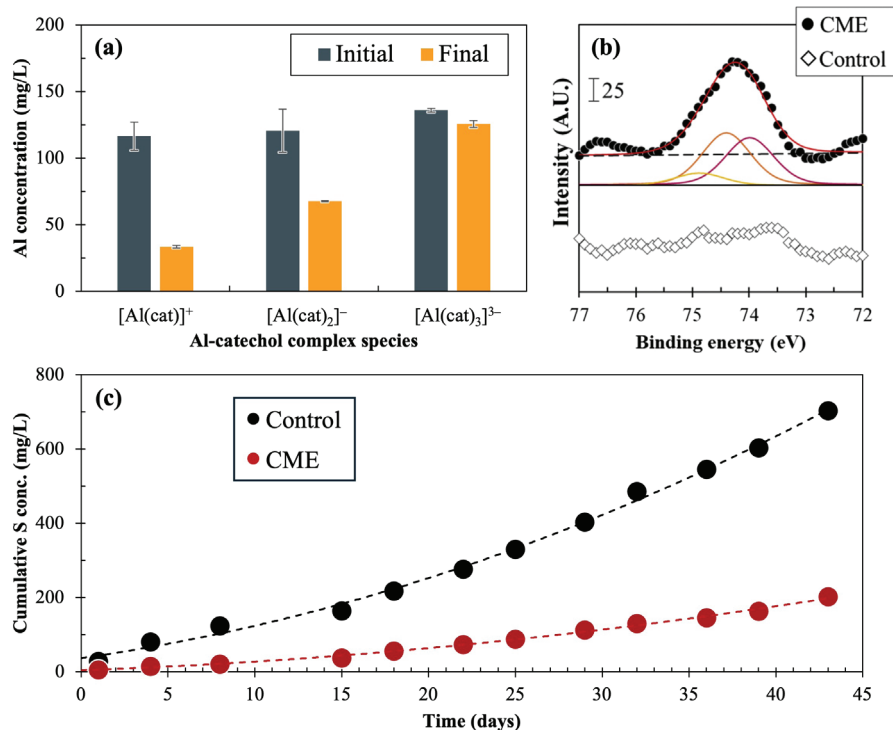 (a)
Initial Final
Al concentration (mg/L)
200
150
100
50
0
[Al(cat)]⁺ [Al(cat)₂]⁻ [Al(cat)₃]³⁻
Al-catechol complex species
(b)
CME
Control
25
Intensity (A.U.)
77 76 75 74 73 72
Binding energy (eV)
(c)
Control
CME
Cumulative S conc. (mg/L)
800
600
400
200
0
0 5 10 15 20 25 30 35 40 45
Time (days)